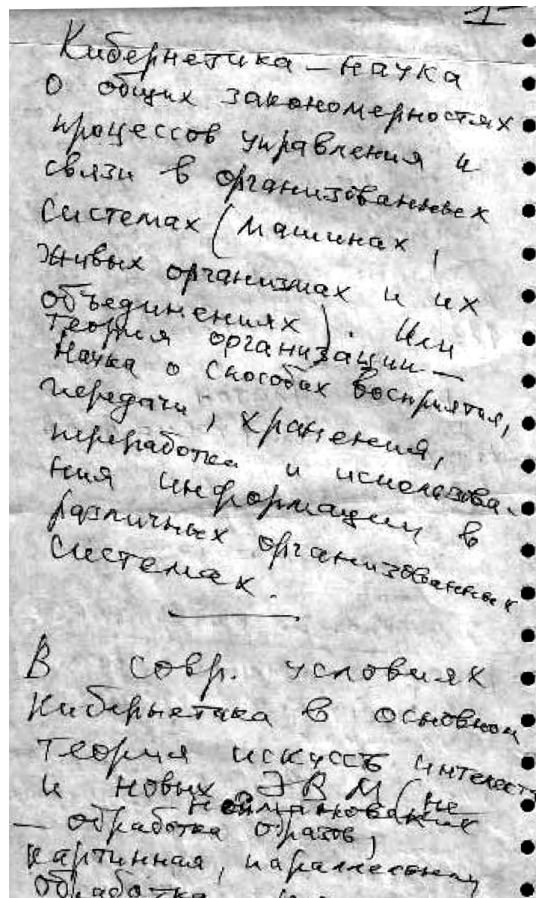 1
Кибернетика – наука
о общих закономерностях
процессов управления и
связи в организованных
системах (машинах,
живых организмах и их
объединениях). Или
теория организации –
наука о способах восприятия,
передачи, хранения,
переработки и использова-
ния информации в
различных организованных
системах.
В совр. условиях
Кибернетика в основном
теория искусств интелект
и новых ЭВМ (не
неймановских
– обработка образов,
картинная, параллельная
обработка